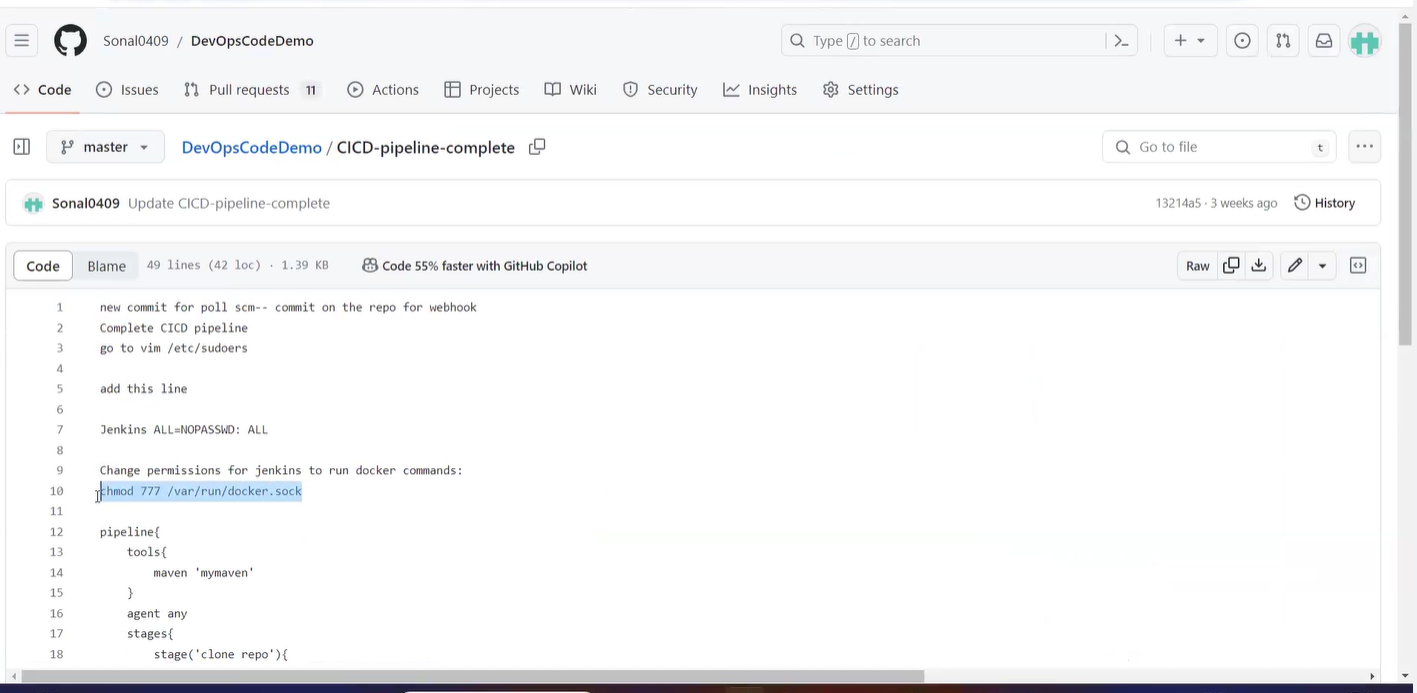 Sonal0409 / DevOpsCodeDemo
Type / to search
Code Issues Pull requests 11 Actions Projects Wiki Security Insights Settings
master DevOpsCodeDemo / CICD-pipeline-complete Go to file t
Sonal0409 Update CICD-pipeline-complete 13214a5 · 3 weeks ago History
Code Blame 49 lines (42 loc) · 1.39 KB Code 55% faster with GitHub Copilot Raw
1 new commit for poll scm-- commit on the repo for webhook
2 Complete CICD pipeline
3 go to vim /etc/sudoers
4
5 add this line
6
7 Jenkins ALL=NOPASSWD: ALL
8
9 Change permissions for jenkins to run docker commands:
10 chmod 777 /var/run/docker.sock
11
12 pipeline{
13 tools{
14 maven 'mymaven'
15 }
16 agent any
17 stages{
18 stage('clone repo'){